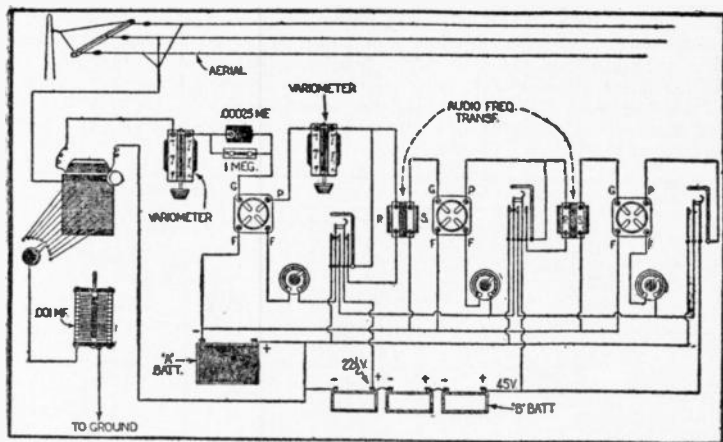 AERIAL
VARIOMETER
.00025 MF
1 MEG.
VARIOMETER
AUDIO FREQ.
TRANSF.
G P
F F
P. S.
G P
F F
G P
F F
.001 MF.
TO GROUND
"A"
BATT.
- +
22½V.
- + - + - +
45V.
"B" BATT